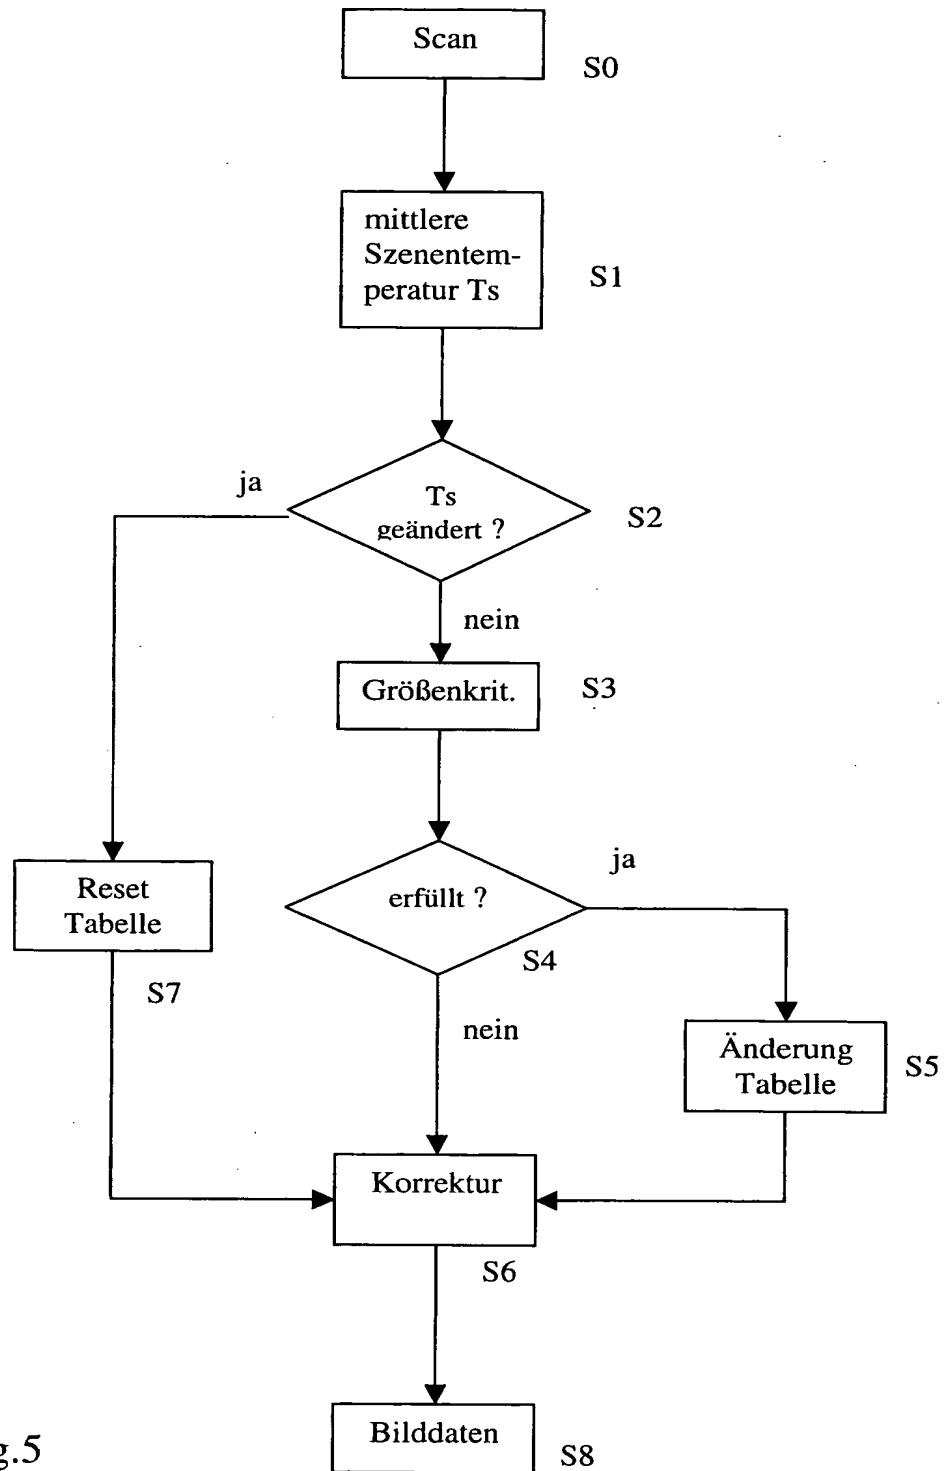 Scan
S0
mittlere
Szenentem-
peratur Ts
S1
ja
Ts
geändert ?
S2
nein
Größenkrit.
S3
ja
erfüllt ?
S4
Reset
Tabelle
S7
nein
Änderung
Tabelle
S5
Korrektur
S6
Bilddaten
S8
g.5